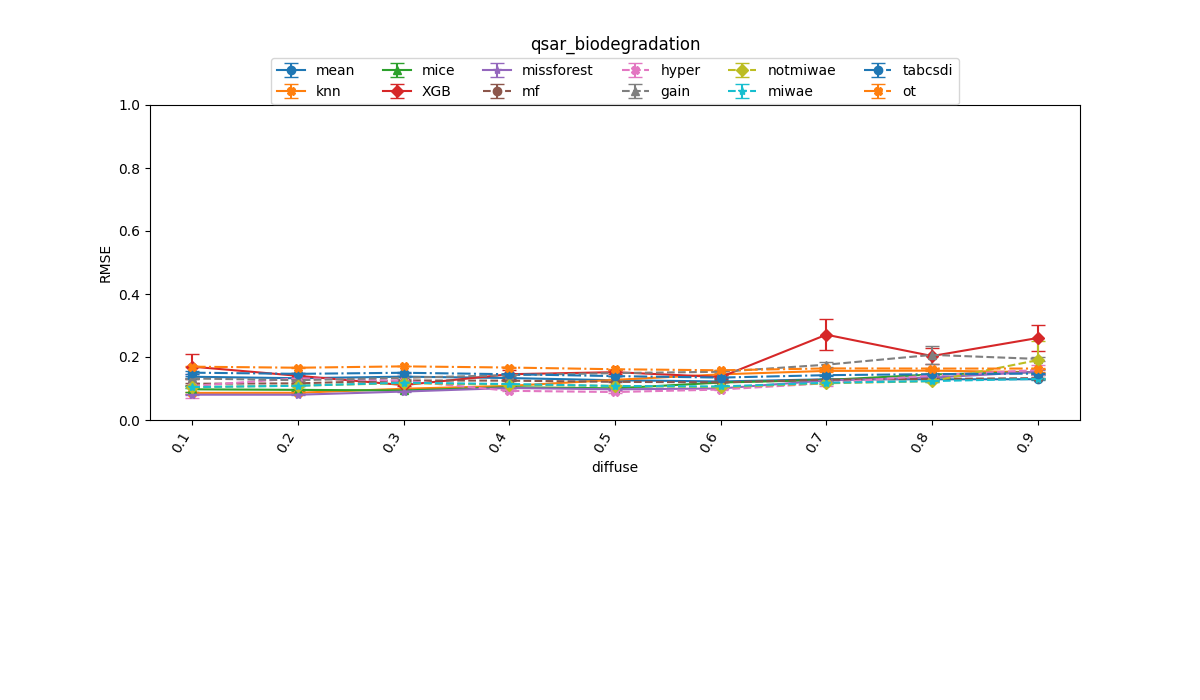 qsar_biodegradation
mean mice missforest hyper notmiwae tabcsdi
knn XGB mf gain miwae ot
1.0
0.8
0.6
0.4
0.2
0.0
RMSE
0.1 0.2 0.3 0.4 0.5 0.6 0.7 0.8 0.9
diffuse